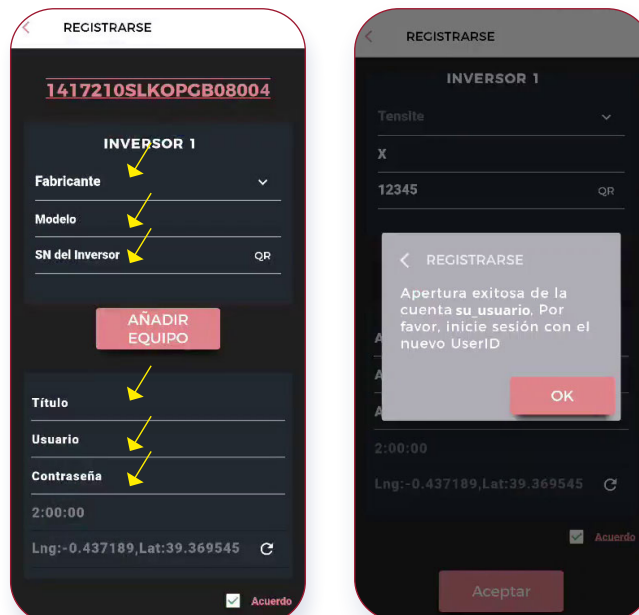 REGISTRARSE
1417210SLKOPGB08004
INVERSOR 1
Fabricante
Modelo
SN del Inversor QR
AÑADIR
EQUIPO
Título
Usuario
Contraseña
2:00:00
Lng:-0.437189,Lat:39.369545
Acuerdo
REGISTRARSE
INVERSOR 1
Tensite
X
12345 QR
REGISTRARSE
Apertura exitosa de la
cuenta su_usuario. Por
favor, inicie sesión con el
nuevo UserID
OK
A
A
A
2:00:00
Lng:-0.437189,Lat:39.369545
Acuerdo
Aceptar